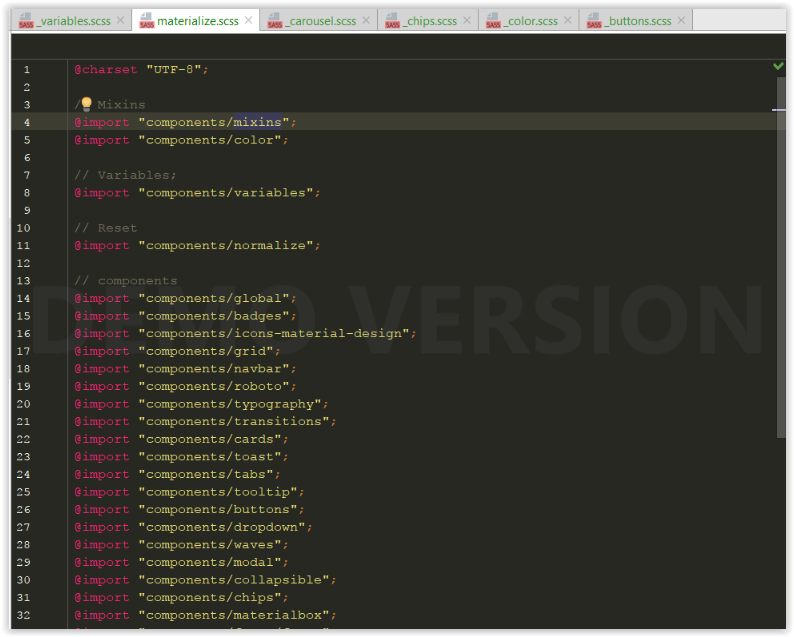 _variables.scss materialize.scss _carousel.scss _chips.scss _color.scss _buttons.scss
1 @charset "UTF-8";
2
3 // Mixins
4 @import "components/mixins";
5 @import "components/color";
6
7 // Variables;
8 @import "components/variables";
9
10 // Reset
11 @import "components/normalize";
12
13 // components
14 @import "components/global";
15 @import "components/badges";
16 @import "components/icons-material-design";
17 @import "components/grid";
18 @import "components/navbar";
19 @import "components/roboto";
20 @import "components/typography";
21 @import "components/transitions";
22 @import "components/cards";
23 @import "components/toast";
24 @import "components/tabs";
25 @import "components/tooltip";
26 @import "components/buttons";
27 @import "components/dropdown";
28 @import "components/waves";
29 @import "components/modal";
30 @import "components/collapsible";
31 @import "components/chips";
32 @import "components/materialbox";
DEMO VERSION